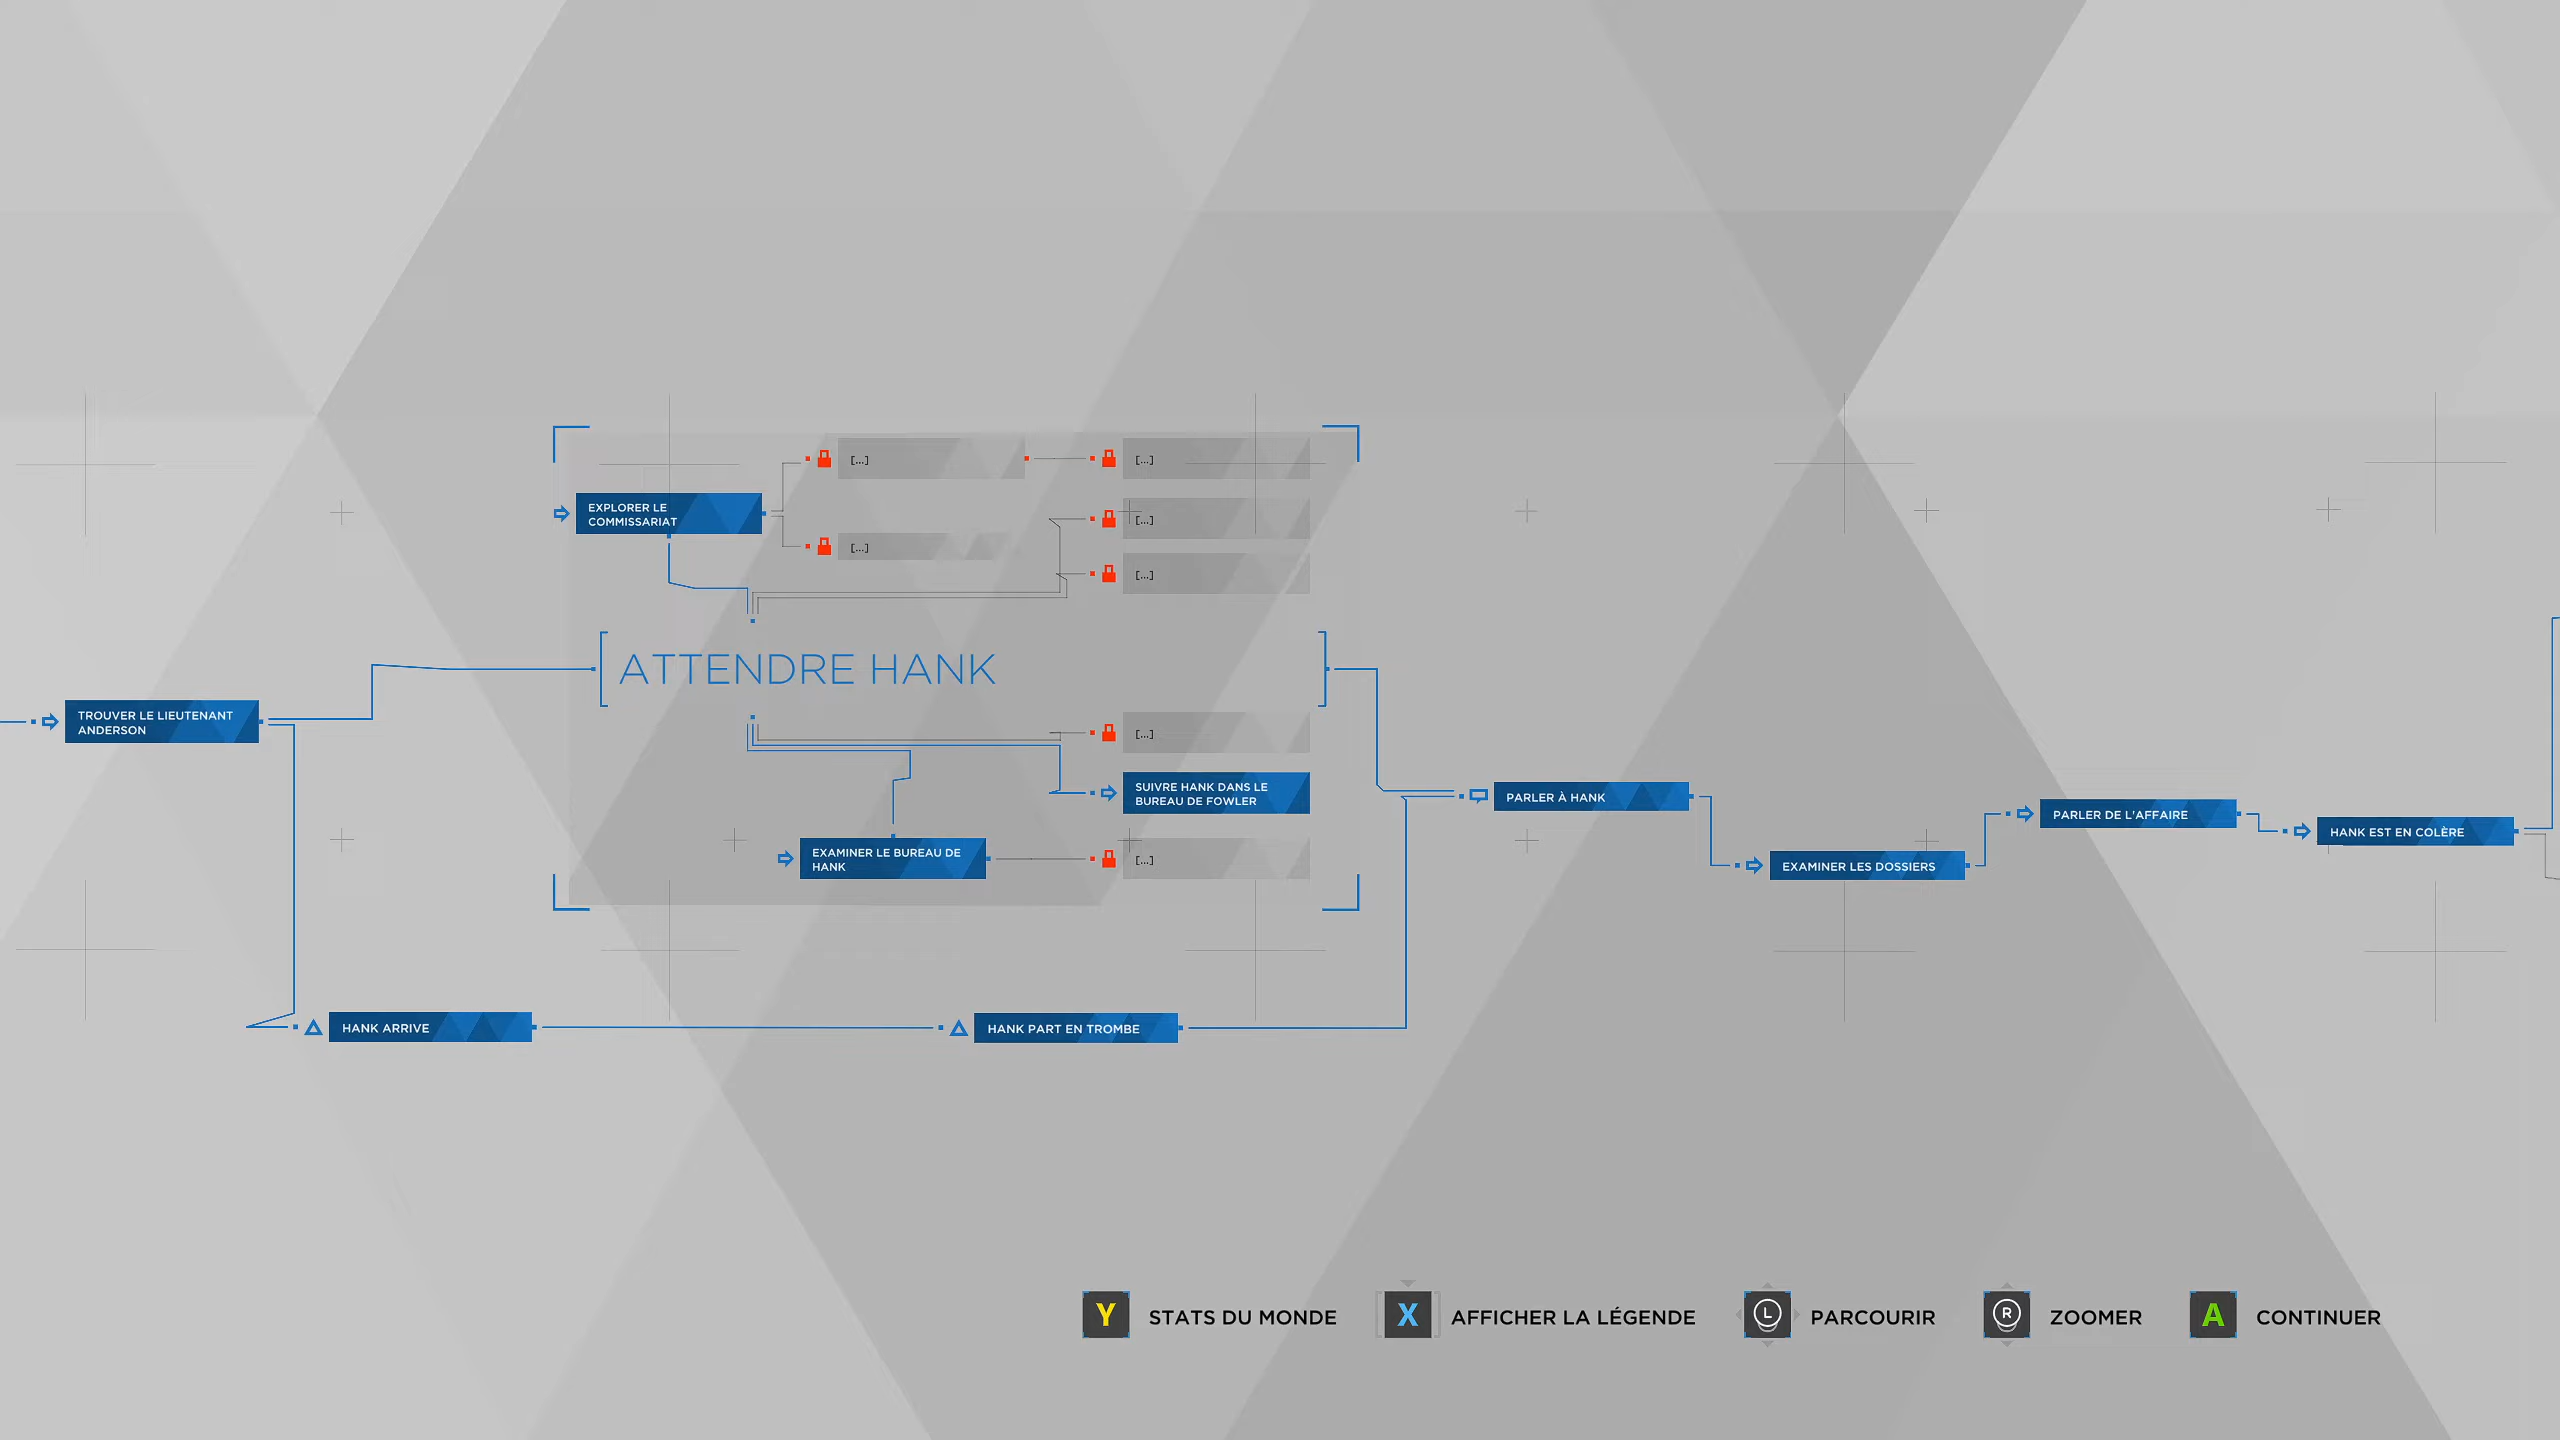 [...]
[...]
EXPLORER LE
COMMISSARIAT
[...]
[...]
[...]
ATTENDRE HANK
TROUVER LE LIEUTENANT
ANDERSON
[...]
SUIVRE HANK DANS LE
BUREAU DE FOWLER
EXAMINER LE BUREAU DE
HANK
[...]
PARLER À HANK
EXAMINER LES DOSSIERS
PARLER DE L'AFFAIRE
HANK EST EN COLÈRE
HANK ARRIVE
HANK PART EN TROMBE
Y STATS DU MONDE
X AFFICHER LA LÉGENDE
L PARCOURIR
R ZOOMER
A CONTINUER